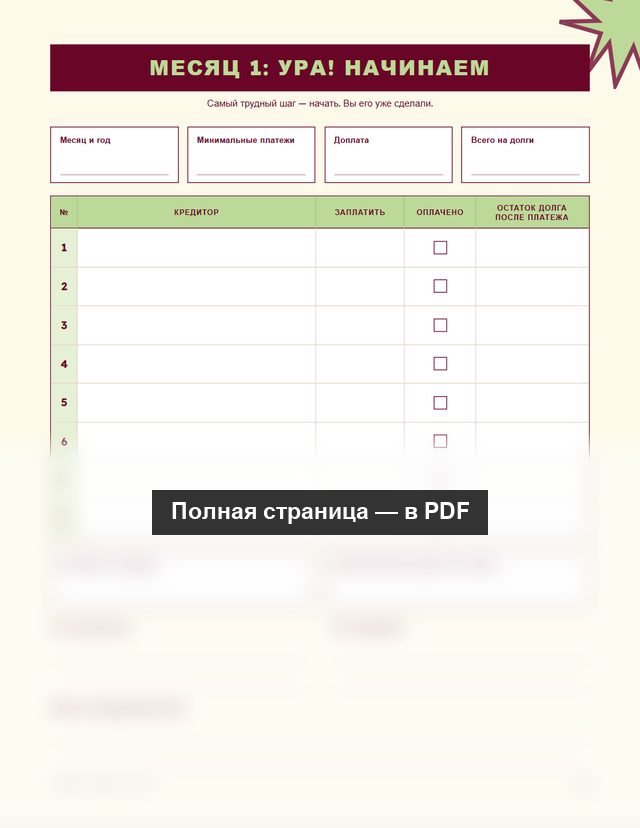 МЕСЯЦ 1: УРА! НАЧИНАЕМ
Самый трудный шаг — начать. Вы его уже сделали.
Месяц и год
Минимальные платежи
Доплата
Всего на долги
№ КРЕДИТОР ЗАПЛАТИТЬ ОПЛАЧЕНО ОСТАТОК ДОЛГА
ПОСЛЕ ПЛАТЕЖА
1
2
3
4
5
6
Полная страница — в PDF